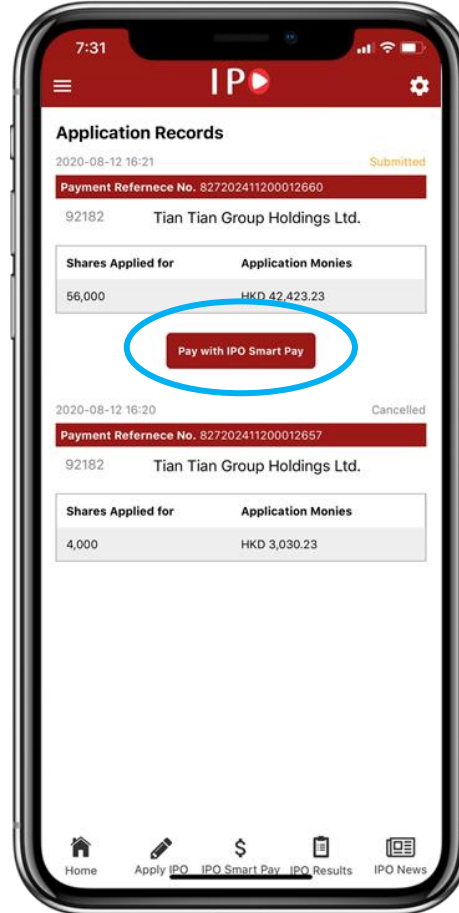 7:31
IPO
Application Records
2020-08-12 16:21 Submitted
Payment Refernece No. 827202411200012660
92182 Tian Tian Group Holdings Ltd.
Shares Applied for Application Monies
56,000 HKD 42,423.23
Pay with IPO Smart Pay
2020-08-12 16:20 Cancelled
Payment Refernece No. 827202411200012657
92182 Tian Tian Group Holdings Ltd.
Shares Applied for Application Monies
4,000 HKD 3,030.23
Home Apply IPO IPO Smart Pay IPO Results IPO News